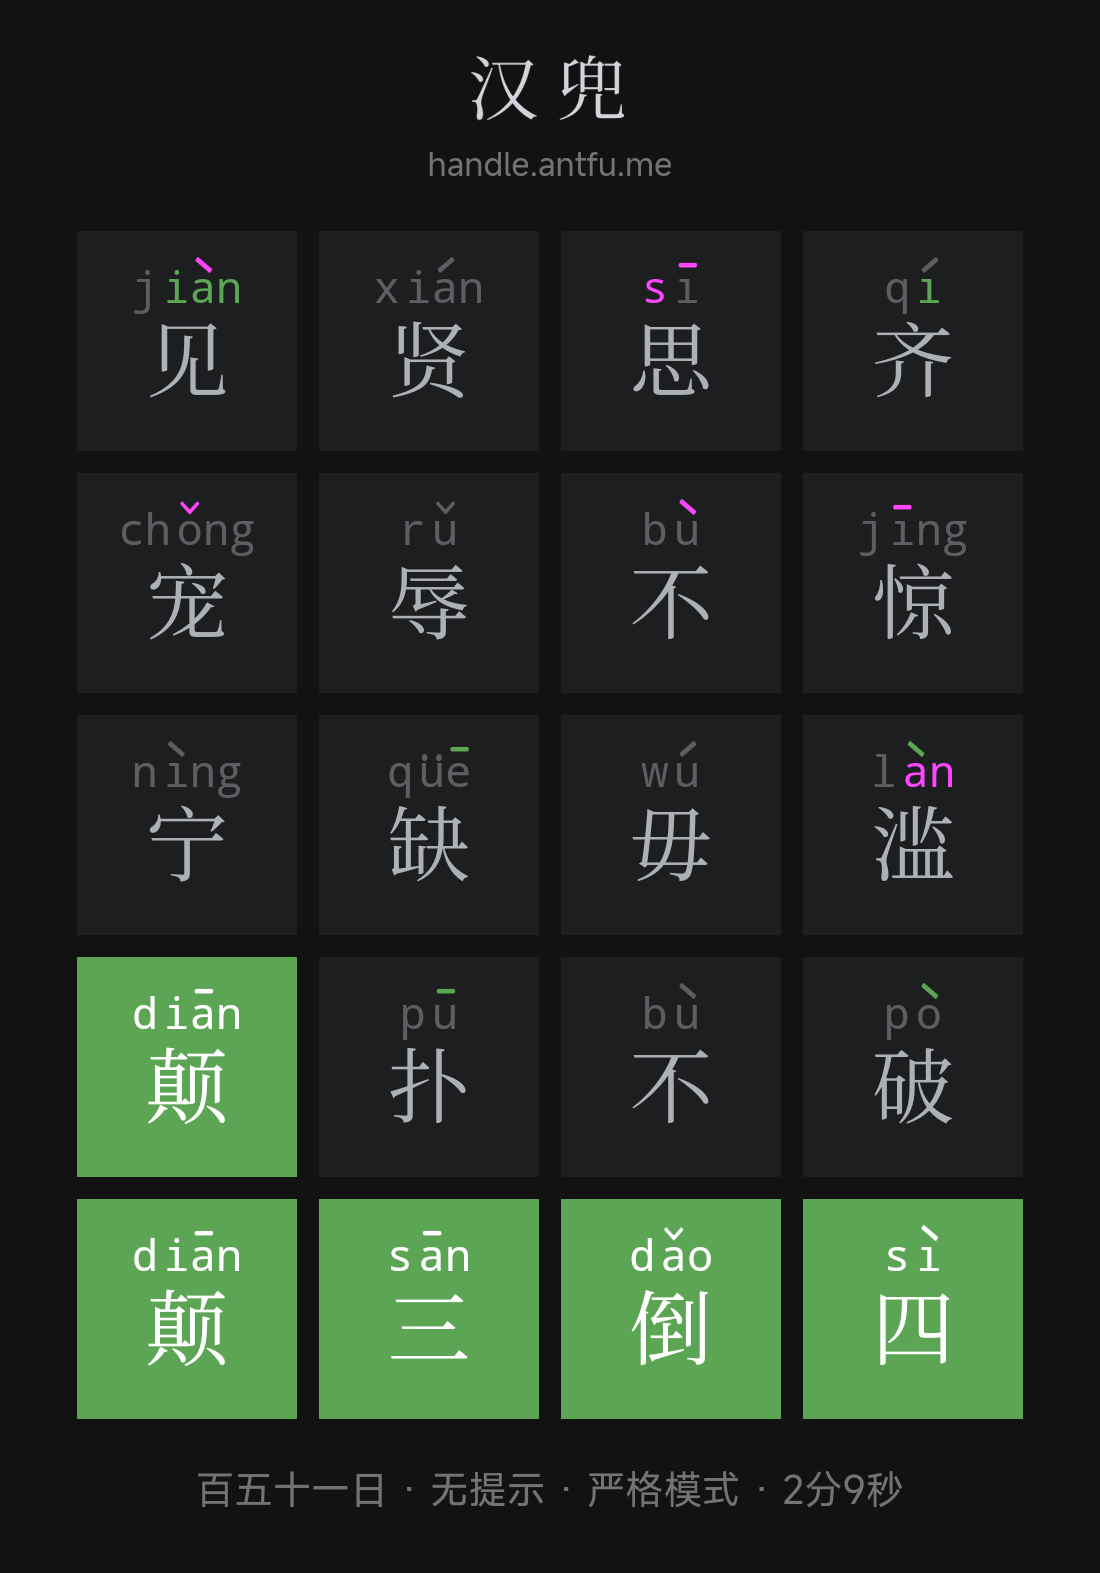 汉兜
handle.antfu.me
jiàn xián sī qí
见 贤 思 齐
chǒng rǔ bù jīng
宠 辱 不 惊
nìng qüē wú làn
宁 缺 毋 滥
diān pū bù pò
颠 扑 不 破
diān sān dǎo sì
颠 三 倒 四
百五十一日 · 无提示 · 严格模式 · 2分9秒